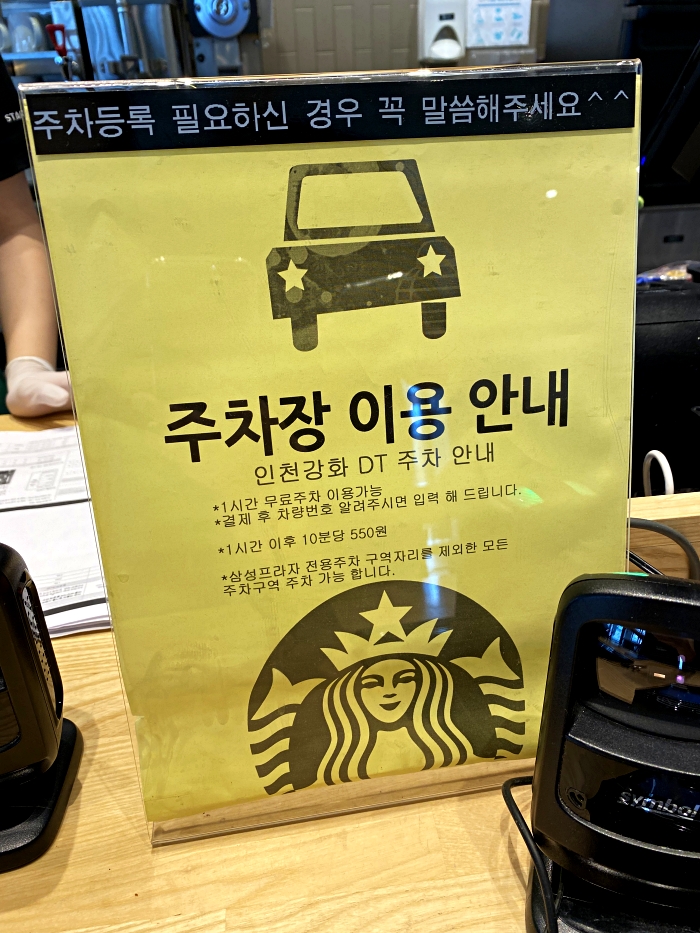 주차등록 필요하신 경우 꼭 말씀해주세요^^
주차장 이용 안내
인천강화 DT 주차 안내
*1시간 무료주차 이용가능
*결제 후 차량번호 알려주시면 입력 해 드립니다.
*1시간 이후 10분당 550원
*삼성프라자 전용주차 구역자리를 제외한 모든
주차구역 주차 가능 합니다.
symbol